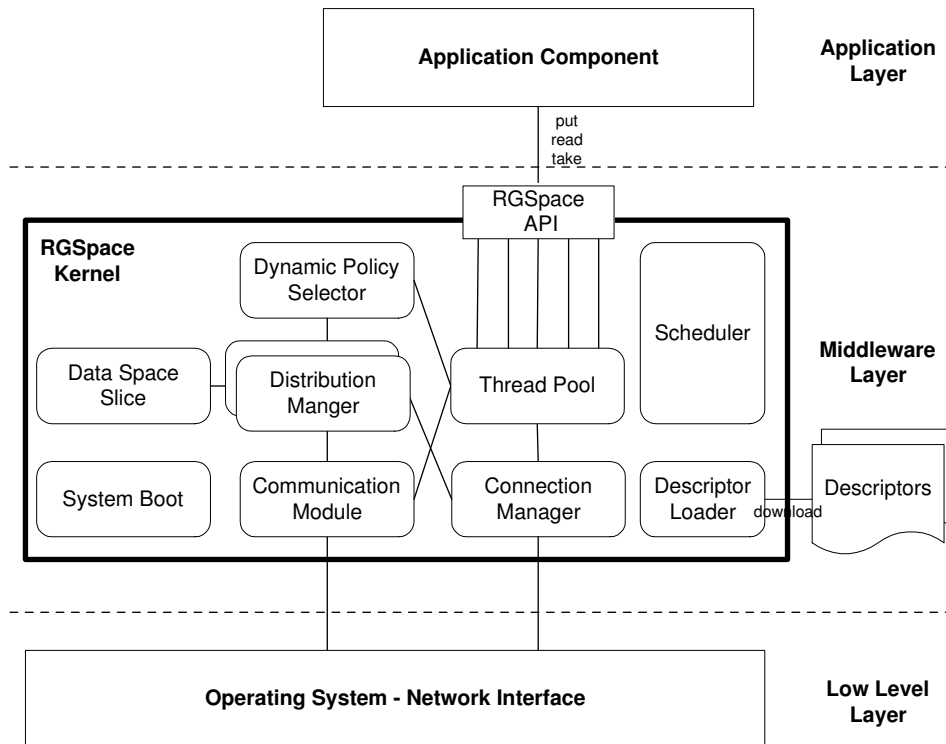 Application Component
Application
Layer
put
read
take
RGSpace
API
RGSpace
Kernel
Dynamic Policy
Selector
Scheduler
Data Space
Slice
Distribution
Manger
Thread Pool
Middleware
Layer
System Boot
Communication
Module
Connection
Manager
Descriptor
Loader
download
Descriptors
Operating System - Network Interface
Low Level
Layer